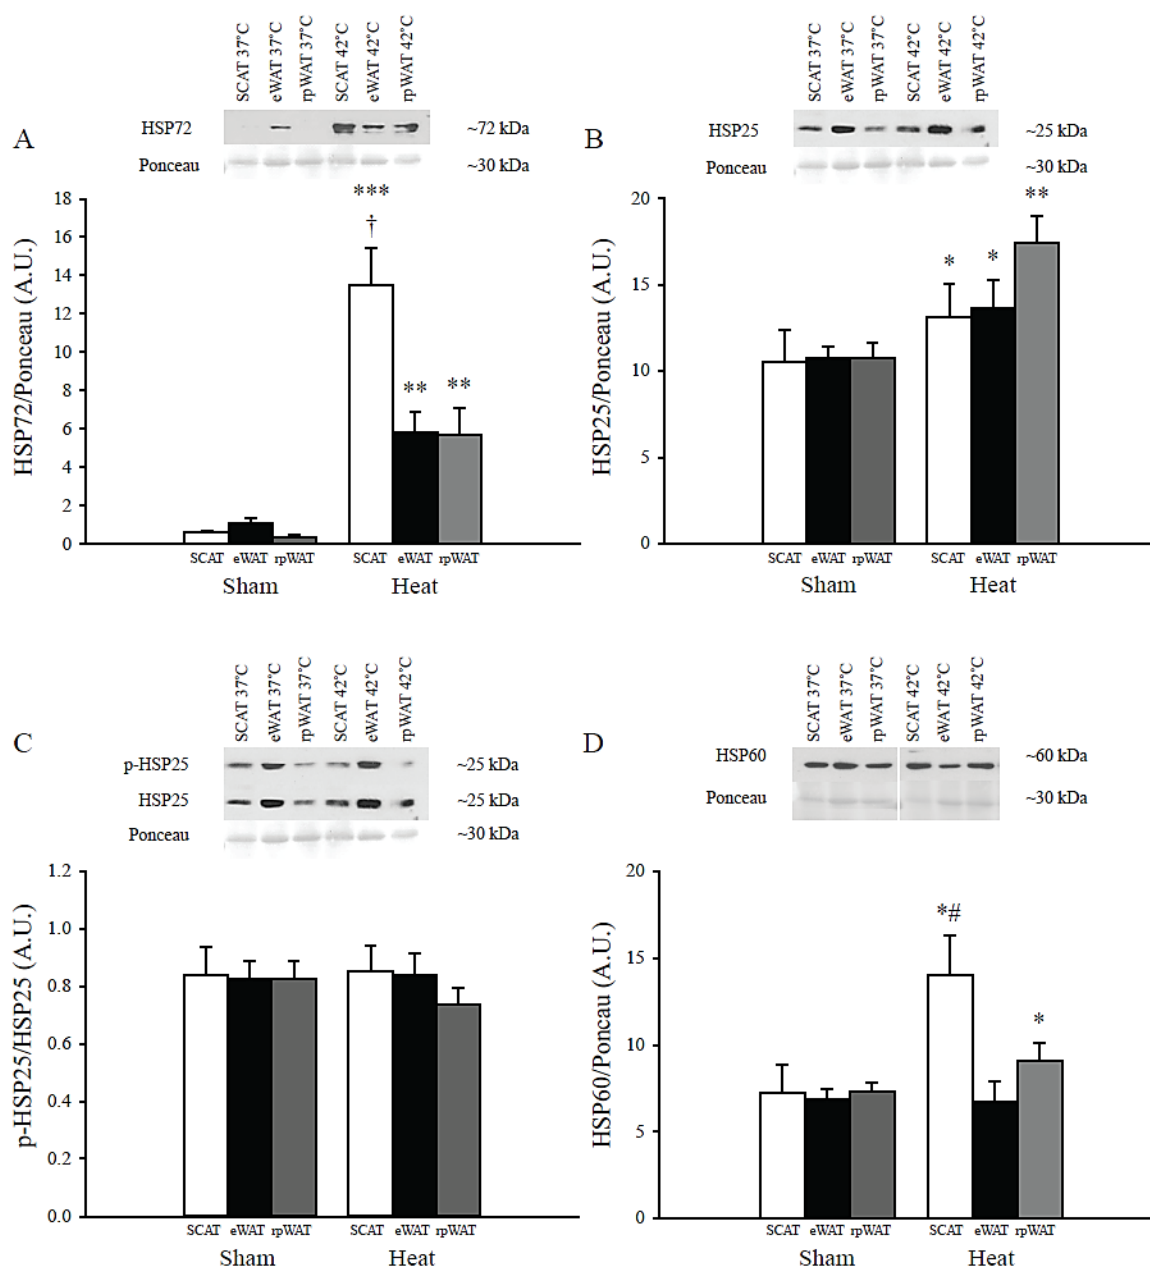 SCAT 37°C
eWAT 37°C
rpWAT 37°C
SCAT 42°C
eWAT 42°C
rpWAT 42°C
A
HSP72
~72 kDa
Ponceau
~30 kDa
HSP72/Ponceau (A.U.)
18
16
14
12
10
8
6
4
2
0
***
†
**
**
SCAT eWAT rpWAT
SCAT eWAT rpWAT
Sham
Heat
SCAT 37°C
eWAT 37°C
rpWAT 37°C
SCAT 42°C
eWAT 42°C
rpWAT 42°C
B
HSP25
~25 kDa
Ponceau
~30 kDa
HSP25/Ponceau (A.U.)
20
15
10
5
0
*
*
**
SCAT eWAT rpWAT
SCAT eWAT rpWAT
Sham
Heat
SCAT 37°C
eWAT 37°C
rpWAT 37°C
SCAT 42°C
eWAT 42°C
rpWAT 42°C
C
p-HSP25
~25 kDa
HSP25
~25 kDa
Ponceau
~30 kDa
p-HSP25/HSP25 (A.U.)
1.2
1.0
0.8
0.6
0.4
0.2
0.0
SCAT eWAT rpWAT
SCAT eWAT rpWAT
Sham
Heat
SCAT 37°C
eWAT 37°C
rpWAT 37°C
SCAT 42°C
eWAT 42°C
rpWAT 42°C
D
HSP60
~60 kDa
Ponceau
~30 kDa
HSP60/Poncau (A.U.)
20
15
10
5
0
*#
*
SCAT eWAT rpWAT
SCAT eWAT rpWAT
Sham
Heat